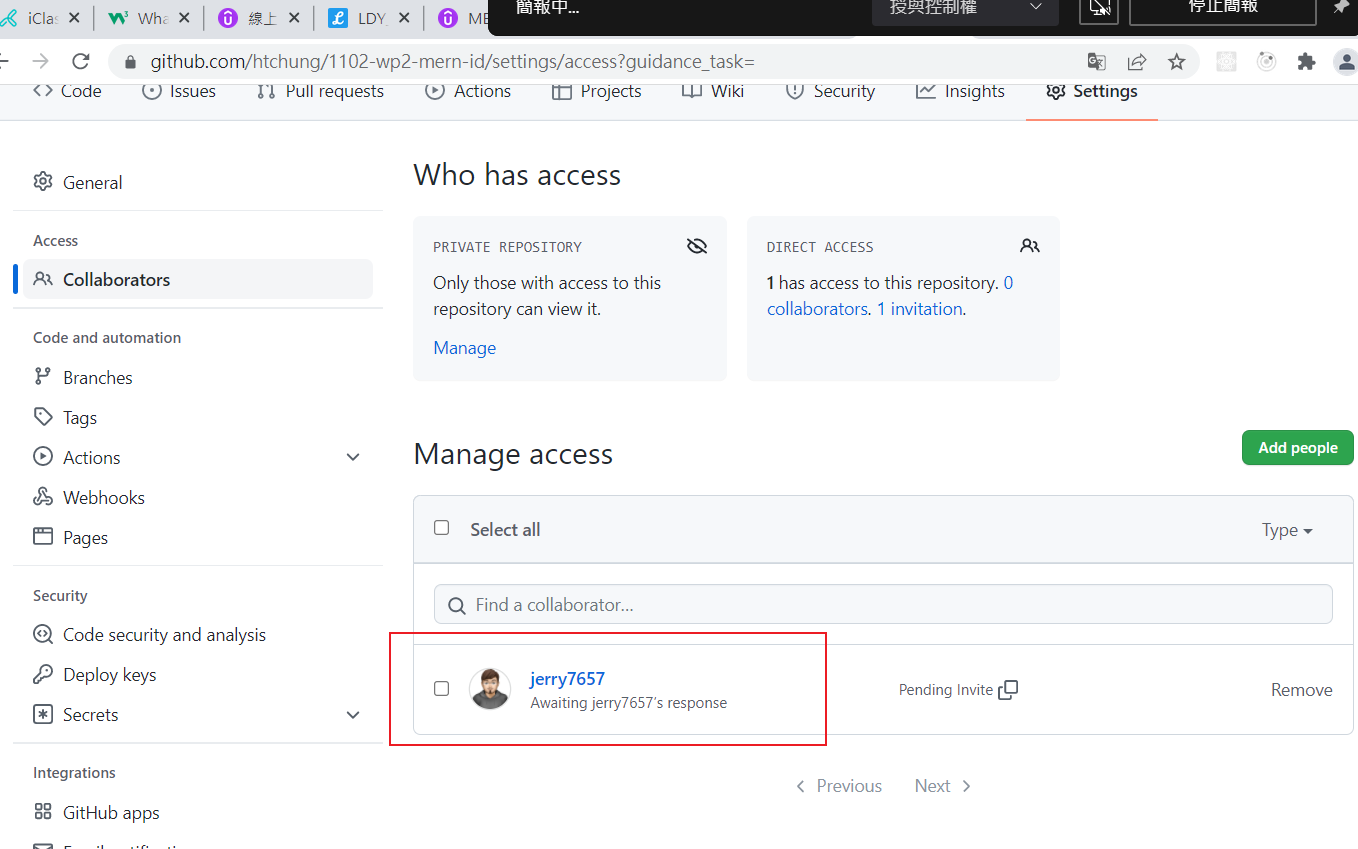 iClas
Wha
線上
LDY
ME
簡報中...
授與控制權
停止簡報
github.com/htchung/1102-wp2-mern-id/settings/access?guidance_task=
Code
Issues
Pull requests
Actions
Projects
Wiki
Security
Insights
Settings
General
Access
Collaborators
Code and automation
Branches
Tags
Actions
Webhooks
Pages
Security
Code security and analysis
Deploy keys
Secrets
Integrations
GitHub apps
Who has access
PRIVATE REPOSITORY
Only those with access to this
repository can view it.
Manage
DIRECT ACCESS
1 has access to this repository. 0
collaborators. 1 invitation.
Manage access
Add people
Select all
Type
Find a collaborator...
jerry7657
Awaiting jerry7657's response
Pending Invite
Remove
Previous
Next